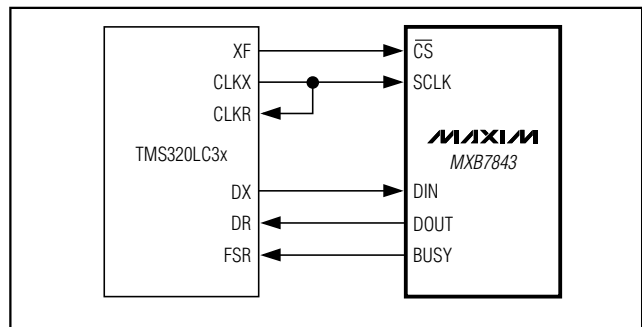 XF
CS
CLKX
SCLK
CLKR
MAXIM
TMS320LC3x
MXB7843
DX
DIN
DR
DOUT
FSR
BUSY